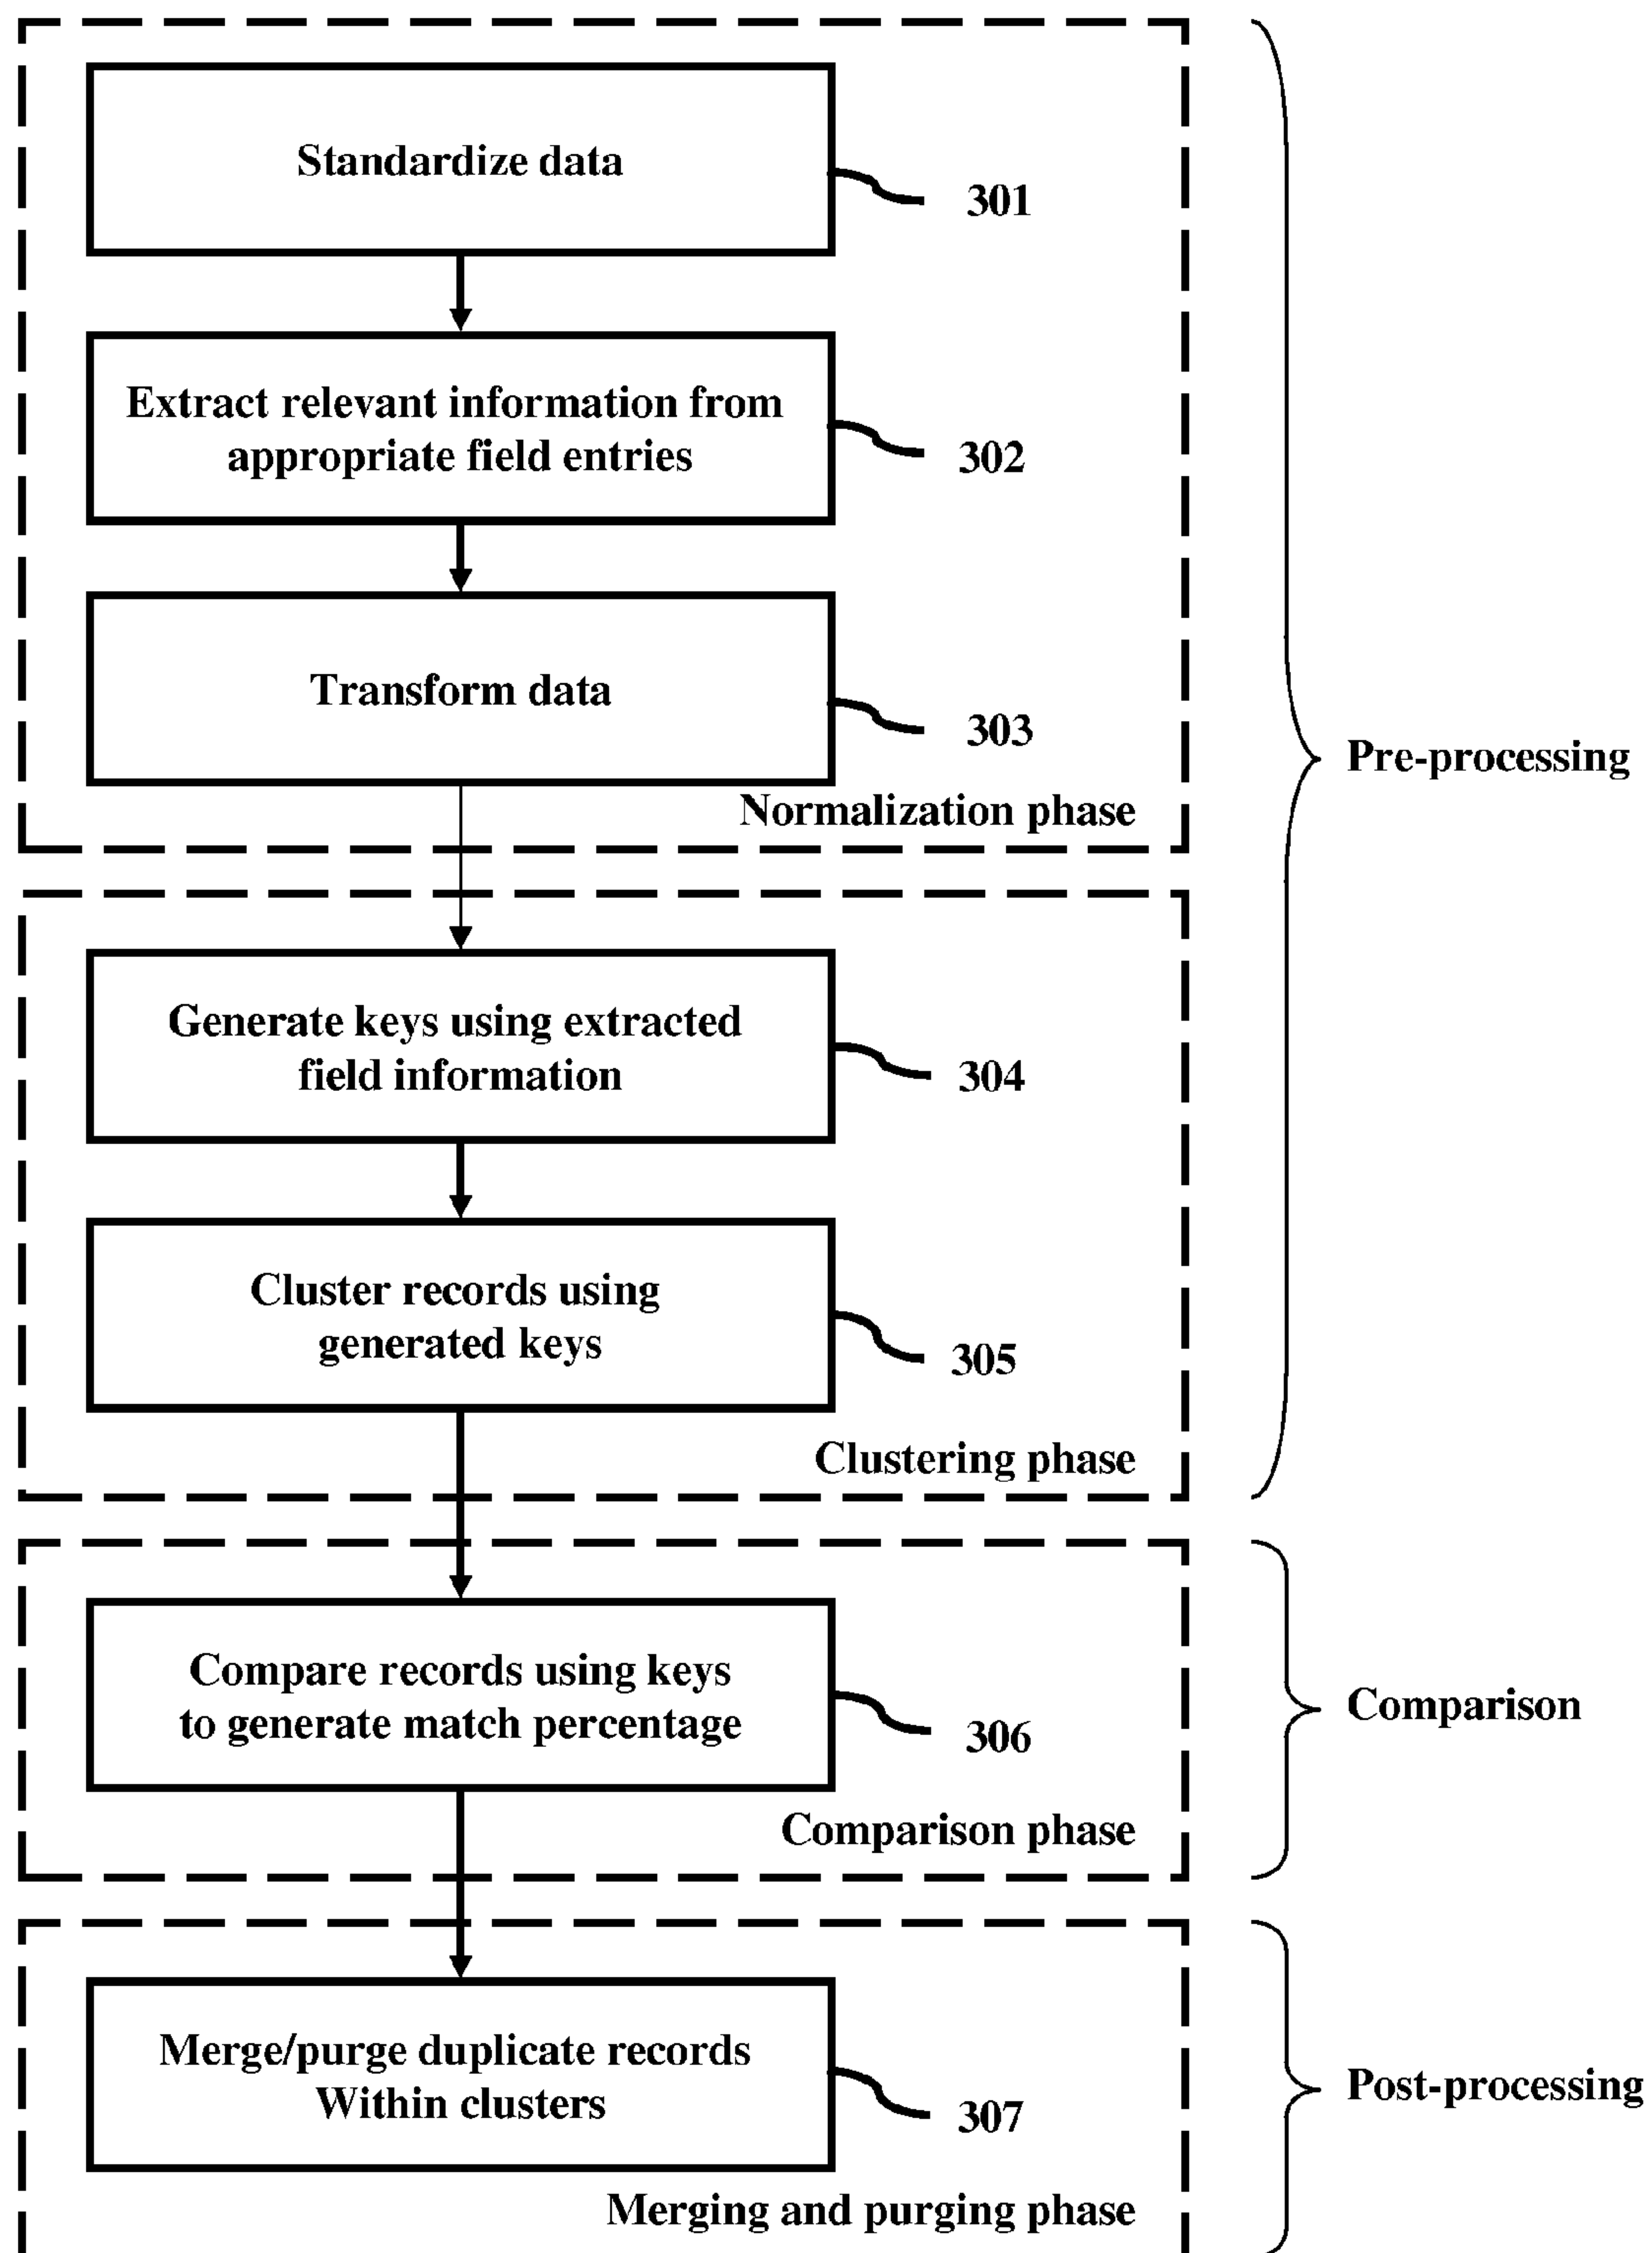 Standardize data
301
Extract relevant information from
appropriate field entries
302
Transform data
303
Normalization phase
Pre-processing
Generate keys using extracted
field information
304
Cluster records using
generated keys
305
Clustering phase
Compare records using keys
to generate match percentage
306
Comparison phase
Comparison
Merge/purge duplicate records
Within clusters
307
Merging and purging phase
Post-processing